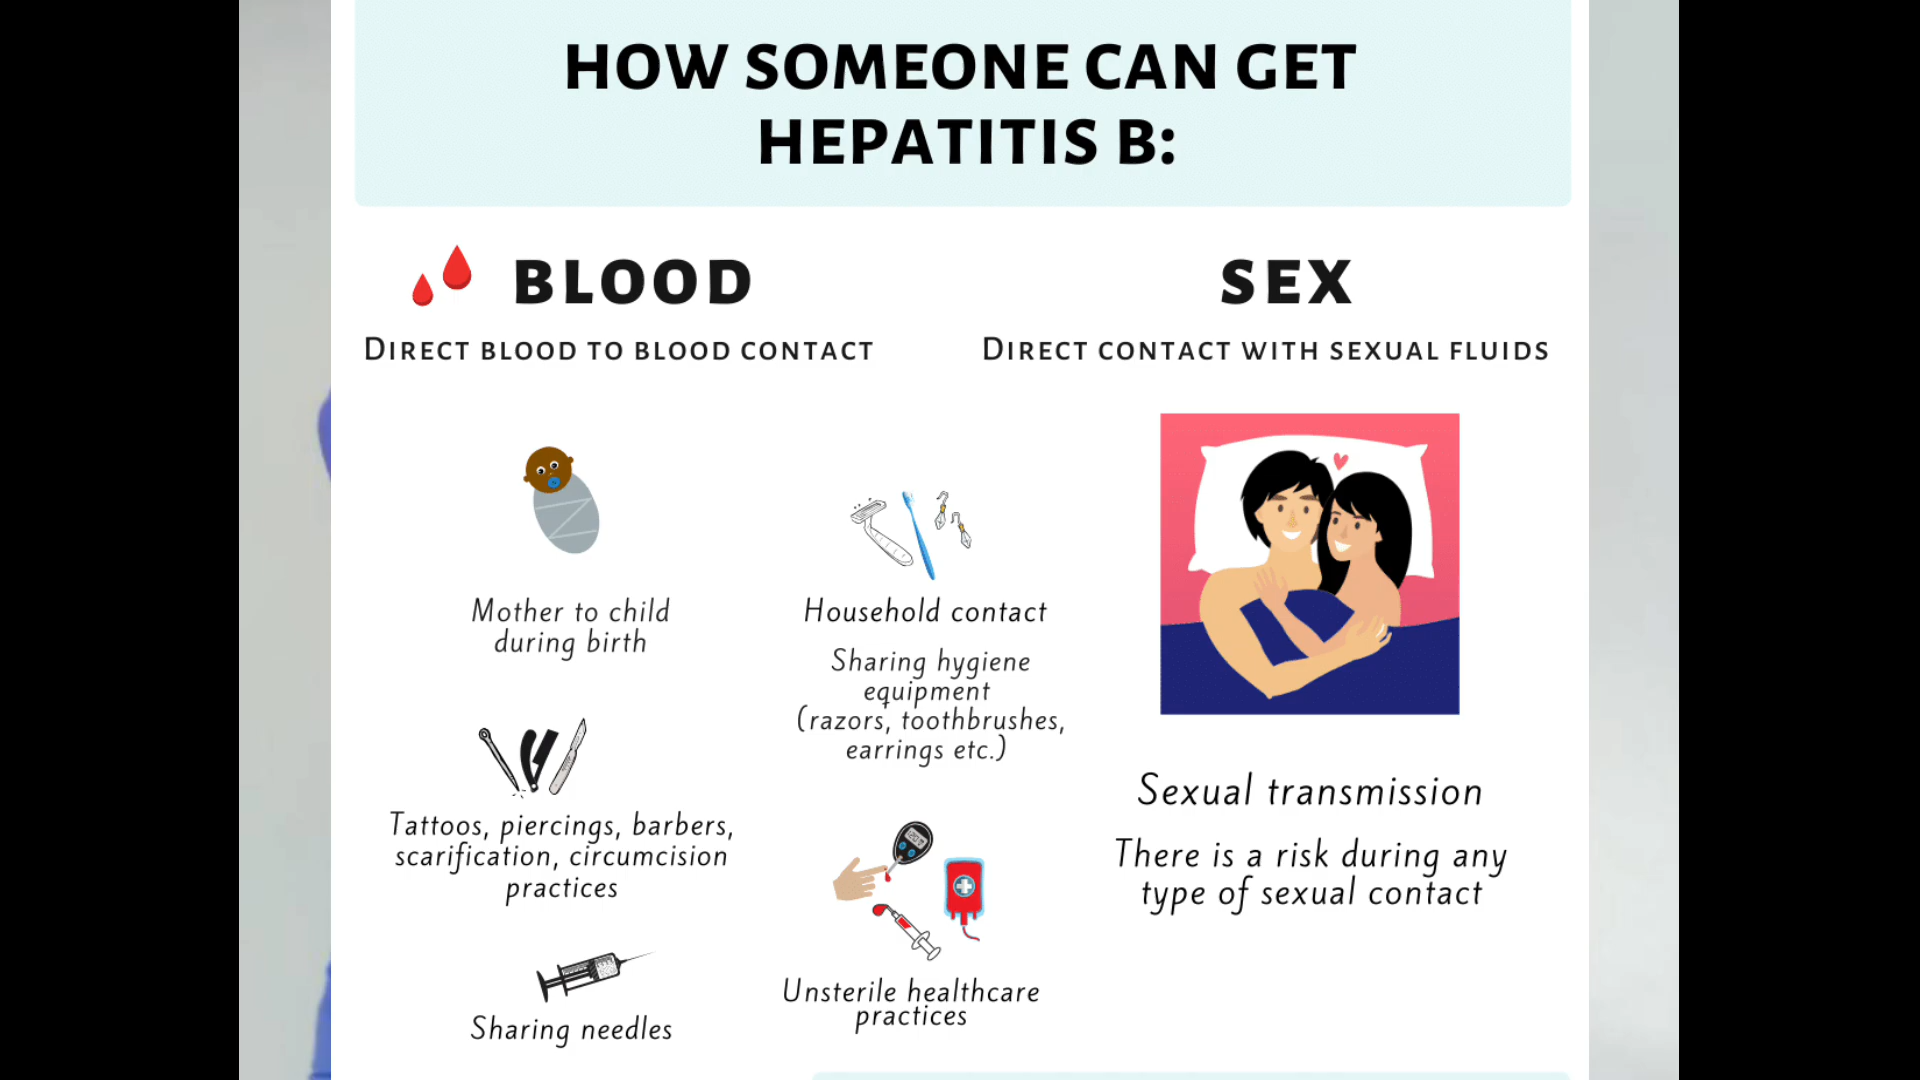 HOW SOMEONE CAN GET
HEPATITIS B:
BLOOD
DIRECT BLOOD TO BLOOD CONTACT
Mother to child
during birth
Household contact
Sharing hygiene
equipment
(razors, toothbrushes,
earrings etc.)
Tattoos, piercings, barbers,
scarification, circumcision
practices
Sharing needles
Unsterile healthcare
practices
SEX
DIRECT CONTACT WITH SEXUAL FLUIDS
Sexual transmission
There is a risk during any
type of sexual contact